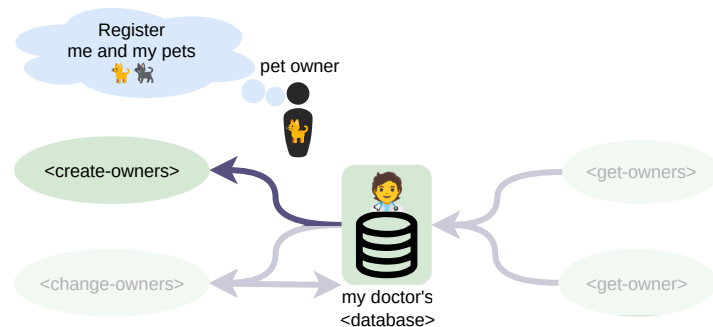 Register
me and my pets
pet owner
<create-owners>
<get-owners>
<change-owners>
<get-owner>
my doctor's
<database>